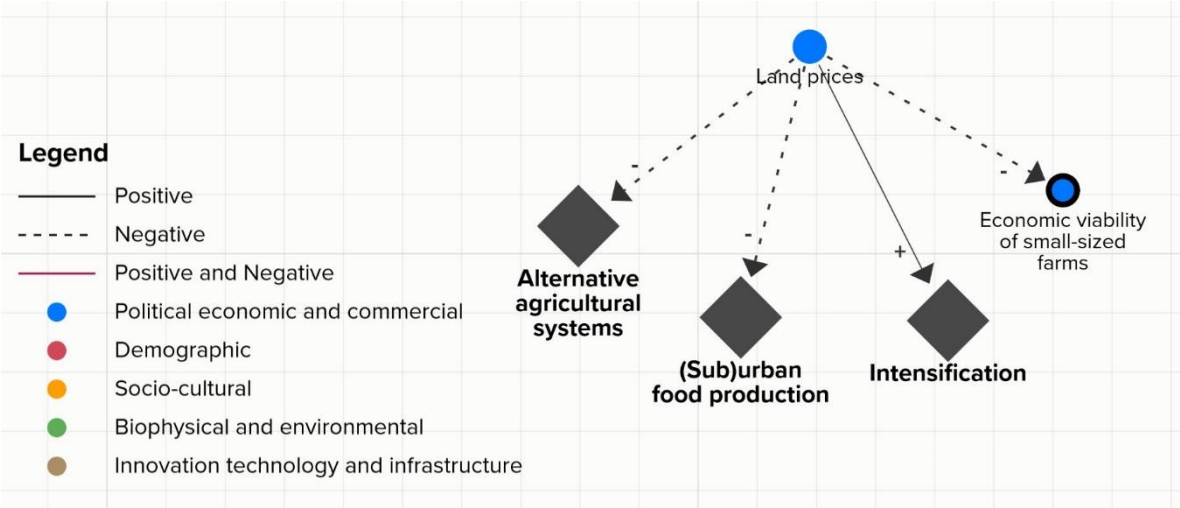 Land prices
-
-
-
+
Economic viability
of small-sized
farms
Alternative
agricultural
systems
(Sub)urban
food production
Intensification
Legend
Positive
Negative
Positive and Negative
Political economic and commercial
Demographic
Socio-cultural
Biophysical and environmental
Innovation technology and infrastructure